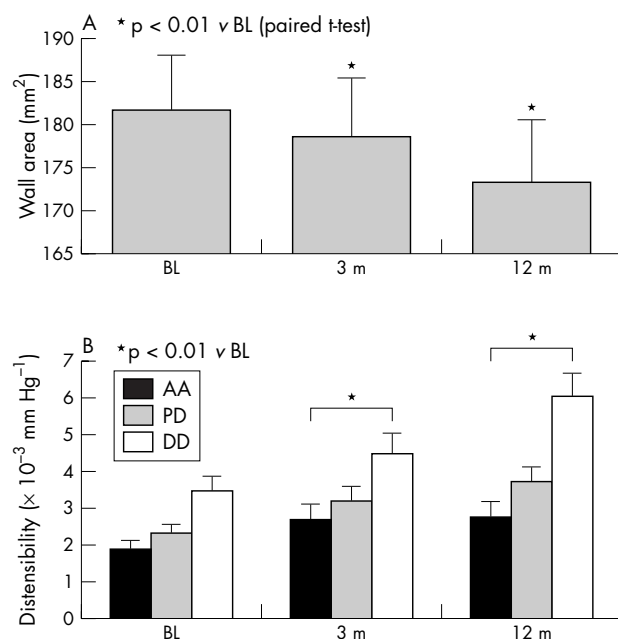 A
★ p < 0.01 v BL (paired t-test)
Wall area (mm²)
190
185
180
175
170
165
BL
3 m
12 m
★
★
B
★ p < 0.01 v BL
Distensibility (× 10⁻³ mm Hg⁻¹)
7
6
5
4
3
2
1
0
AA
PD
DD
★
★
BL
3 m
12 m